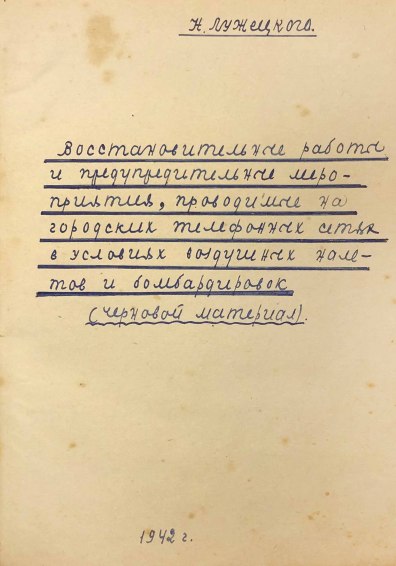 Н. Лужецкого.
Восстановительные работы
и предупредительные меро-
приятия, проводимые на
городских телефонных сетях
в условиях воздушных нале-
тов и бомбардировок
(черновой материал).
1942 г.